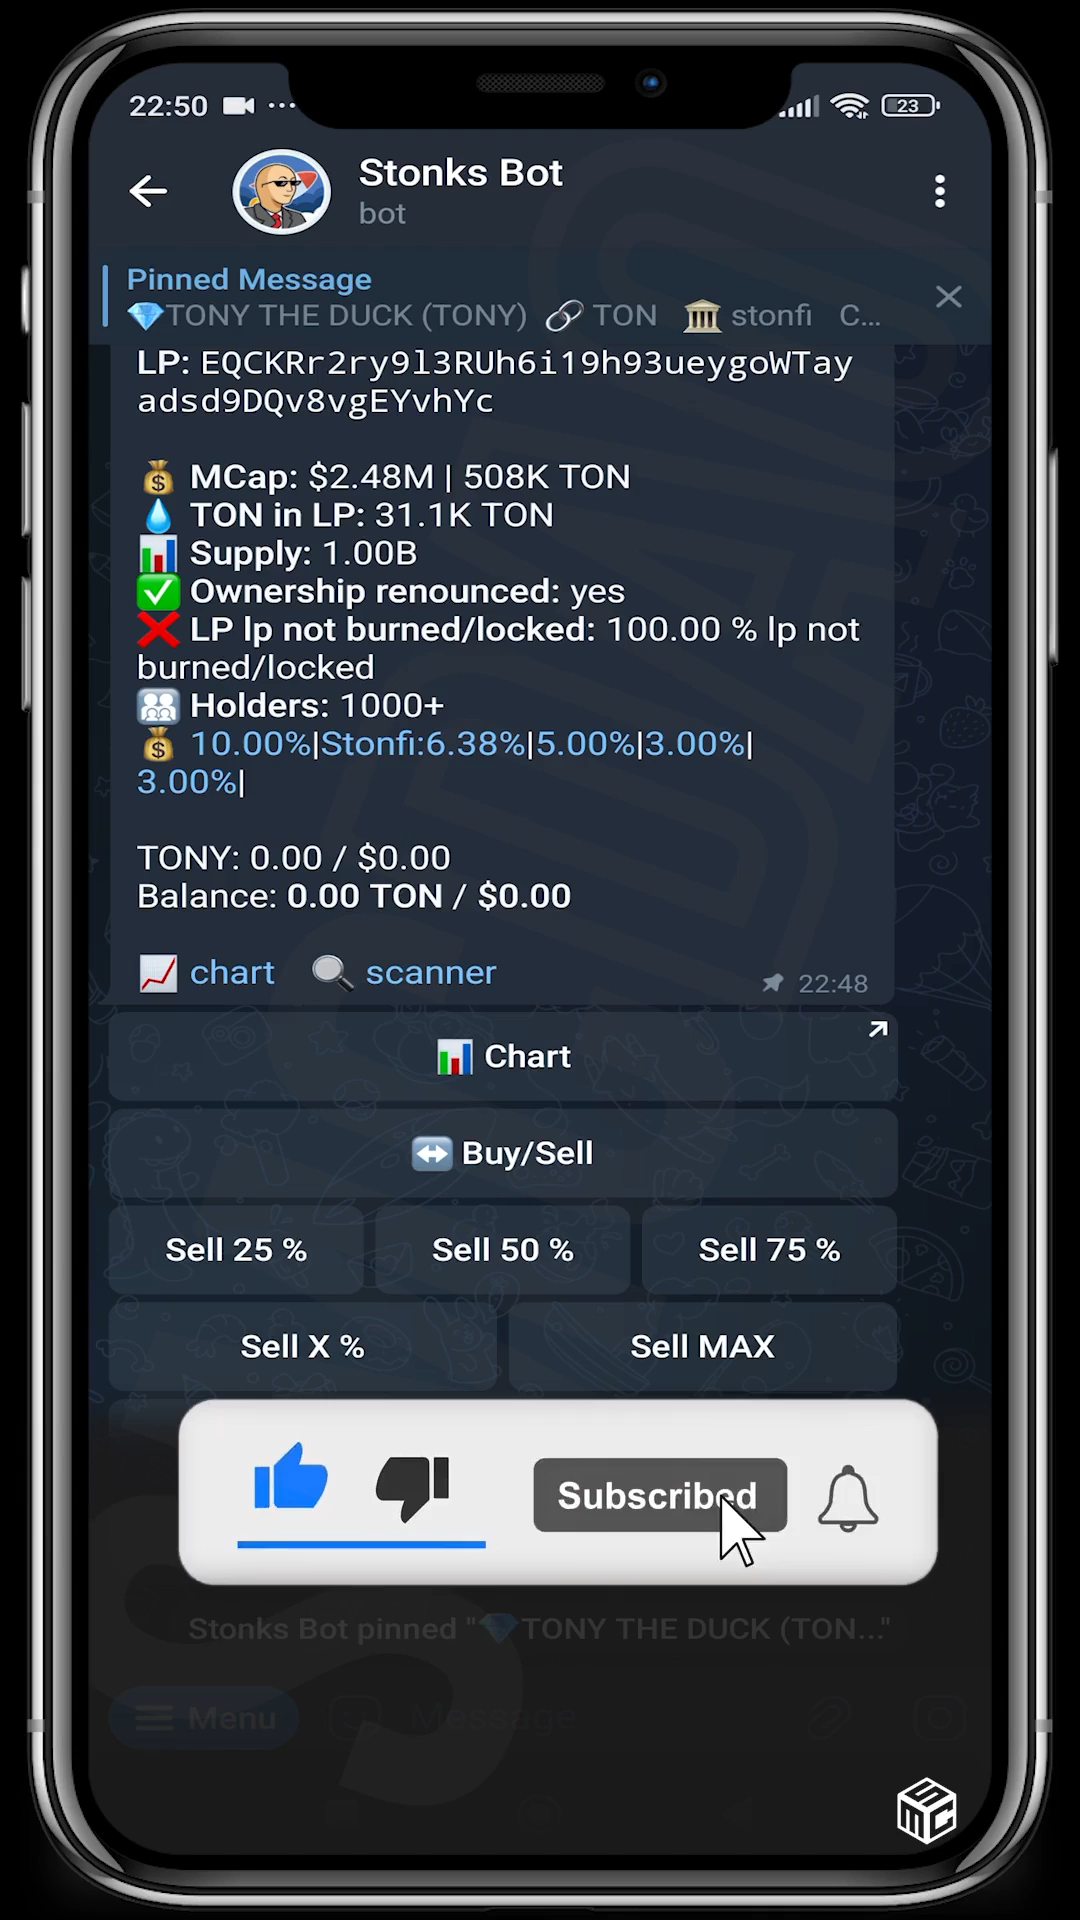 22:50
23
Stonks Bot
bot
Pinned Message
💎TONY THE DUCK (TONY) 🔗 TON 🏛 stonfi C...
LP: EQCKRr2ry9l3RUh6i19h93ueygoWTay
adsd9DQv8vgEYvhYc
💰 MCap: $2.48M | 508K TON
💧 TON in LP: 31.1K TON
📊 Supply: 1.00B
✅ Ownership renounced: yes
❌ LP lp not burned/locked: 100.00 % lp not
burned/locked
👥 Holders: 1000+
💰 10.00%|Stonfi:6.38%|5.00%|3.00%|
3.00%|
TONY: 0.00 / $0.00
Balance: 0.00 TON / $0.00
📈 chart 🔍 scanner
22:48
📊 Chart
↔️ Buy/Sell
Sell 25 % Sell 50 % Sell 75 %
Sell X % Sell MAX
Subscribed
Stonks Bot pinned "💎TONY THE DUCK (TON..."
Menu Message